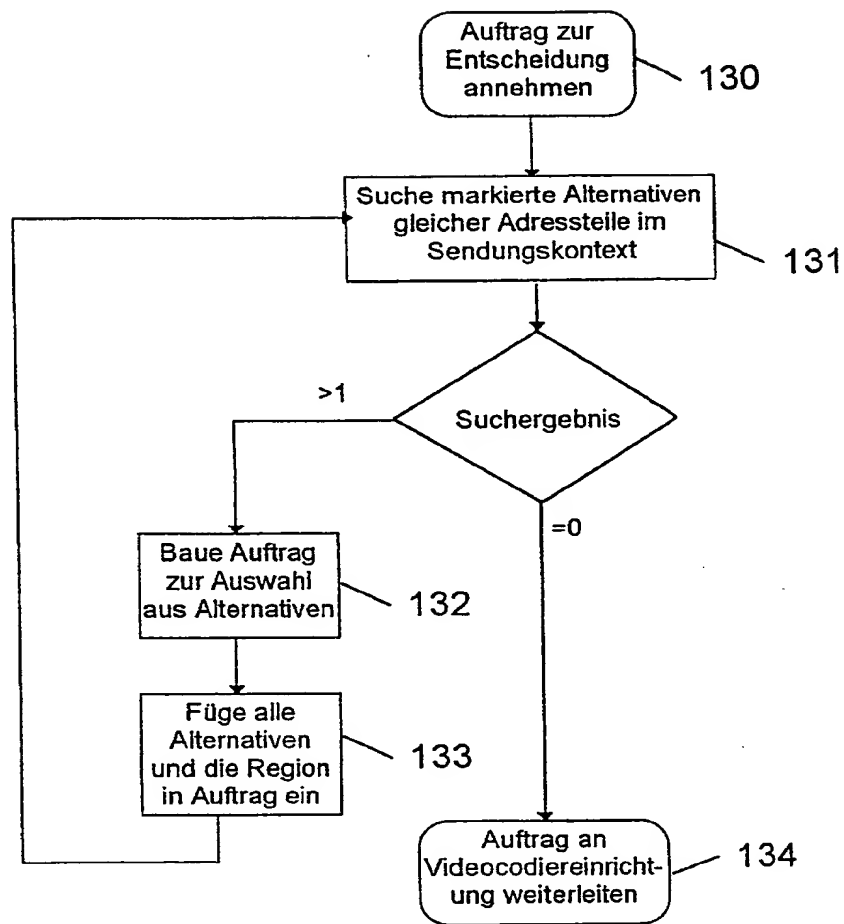 Auftrag zur
Entscheidung
annehmen
130
Suche markierte Alternativen
gleicher Adressteile im
Sendungskontext
131
>1
Suchergebnis
=0
Baue Auftrag
zur Auswahl
aus Alternativen
132
Füge alle
Alternativen
und die Region
in Auftrag ein
133
Auftrag an
Videocodiereinricht-
ung weiterleiten
134